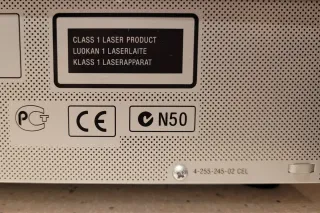 CLASS 1 LASER PRODUCT
LUOKAN 1 LASERLAITE
KLASS 1 LASERAPPARAT
CE N50
4-255-245-02 CEL